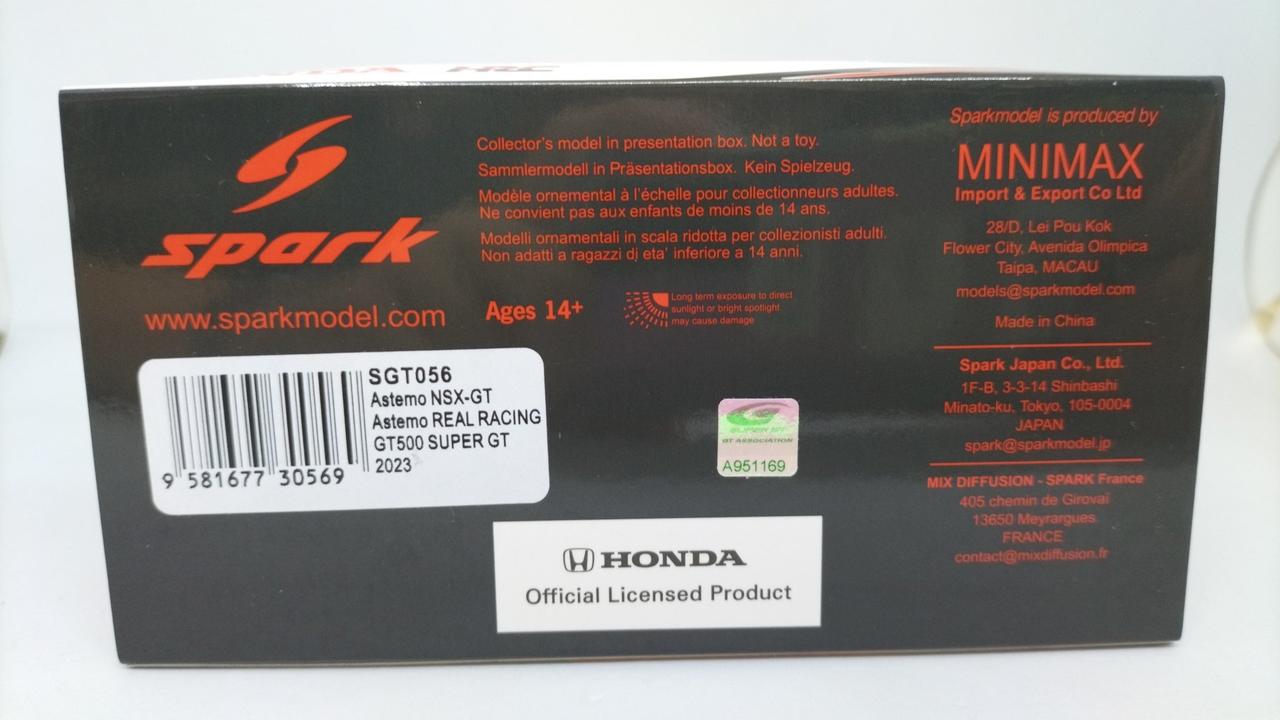 HRC
spark
www.sparkmodel.com
Collector's model in presentation box. Not a toy.
Sammlermodell in Präsentationsbox. Kein Spielzeug.
Modèle ornemental à l'échelle pour collectionneurs adultes.
Ne convient pas aux enfants de moins de 14 ans.
Modelli ornamentali in scala ridotta per collezionisti adulti.
Non adatti a ragazzi di eta' inferiore a 14 anni.
Ages 14+
Long term exposure to direct
sunlight or bright spotlight
may cause damage
SGT056
Astemo NSX-GT
Astemo REAL RACING
GT500 SUPER GT
2023
9 581677 30569
SUPER GT
GT ASSOCIATION
A951169
HONDA
Official Licensed Product
Sparkmodel is produced by
MINIMAX
Import & Export Co Ltd
28/D, Lei Pou Kok
Flower City, Avenida Olimpica
Taipa, MACAU
models@sparkmodel.com
Made in China
Spark Japan Co., Ltd.
1F-B, 3-3-14 Shinbashi
Minato-ku, Tokyo, 105-0004
JAPAN
spark@sparkmodel.jp
MIX DIFFUSION - SPARK France
405 chemin de Girovaï
13650 Meyrargues
FRANCE
contact@mixdiffusion.fr